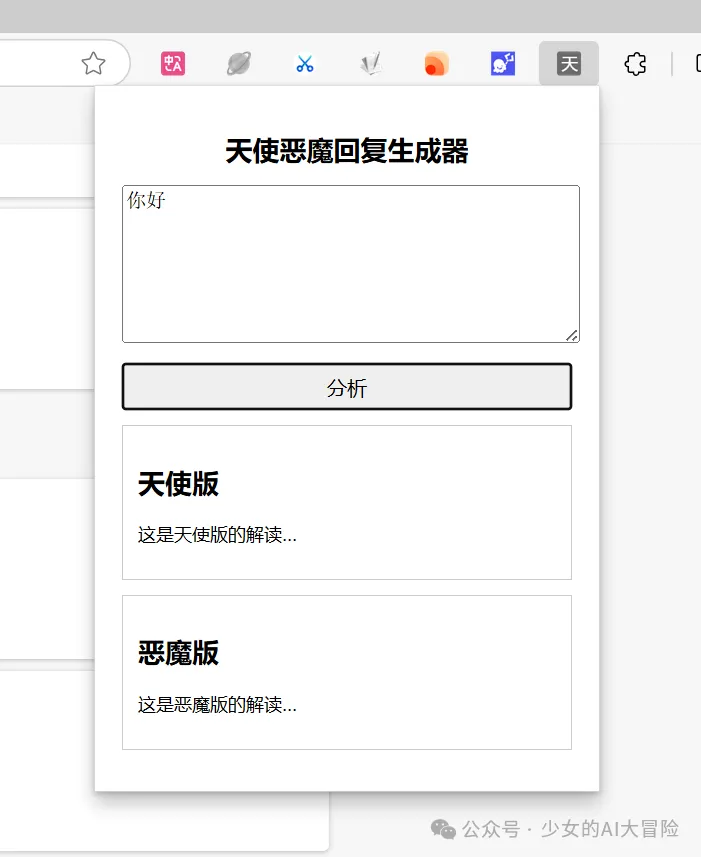 中A
天
天使恶魔回复生成器
你好
分析
天使版
这是天使版的解读...
恶魔版
这是恶魔版的解读...
公众号 · 少女的AI大冒险